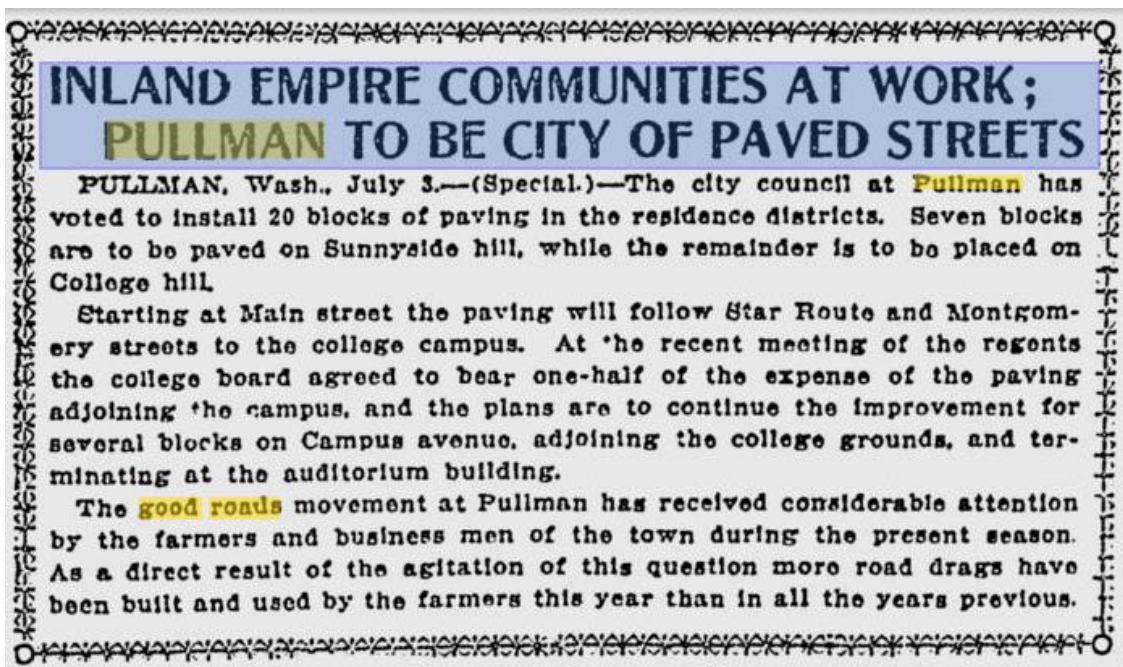 INLAND EMPIRE COMMUNITIES AT WORK;
PULLMAN TO BE CITY OF PAVED STREETS
PULLMAN, Wash., July 3.—(Special.)—The city council at Pullman has
voted to install 20 blocks of paving in the residence districts. Seven blocks
are to be paved on Sunnyside hill, while the remainder is to be placed on
College hill.
Starting at Main street the paving will follow Star Route and Montgom-
ery streets to the college campus. At the recent meeting of the regents
the college board agreed to bear one-half of the expense of the paving
adjoining the campus, and the plans are to continue the improvement for
several blocks on Campus avenue, adjoining the college grounds, and ter-
minating at the auditorium building.
The good roads movement at Pullman has received considerable attention
by the farmers and business men of the town during the present season.
As a direct result of the agitation of this question more road drags have
been built and used by the farmers this year than in all the years previous.